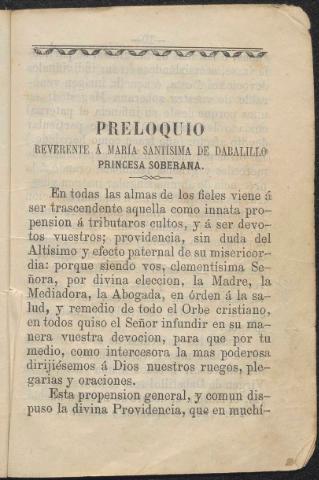 PRELOQUIO
REVERENTE Á MARÍA SANTÍSIMA DE DABALILLO
PRINCESA SOBERANA.
En todas las almas de los fieles viene á
ser trascendente aquella como innata pro-
pension á tributaros cultos, y á ser devo-
tos vuestros; providencia, sin duda del
Altísimo y efecto paternal de su misericor-
dia: porque siendo vos, clementísima Se-
ñora, por divina eleccion, la Madre, la
Mediadora, la Abogada, en órden á la sa-
lud, y remedio de todo el Orbe cristiano,
en todos quiso el Señor infundir en su ma-
nera vuestra devocion, para que por tu
medio, como intercesora la mas poderosa
dirijiésemos á Dios nuestros ruegos, ple-
garias y oraciones.
Esta propension general, y comun dis-
puso la divina Providencia, que en muchí-